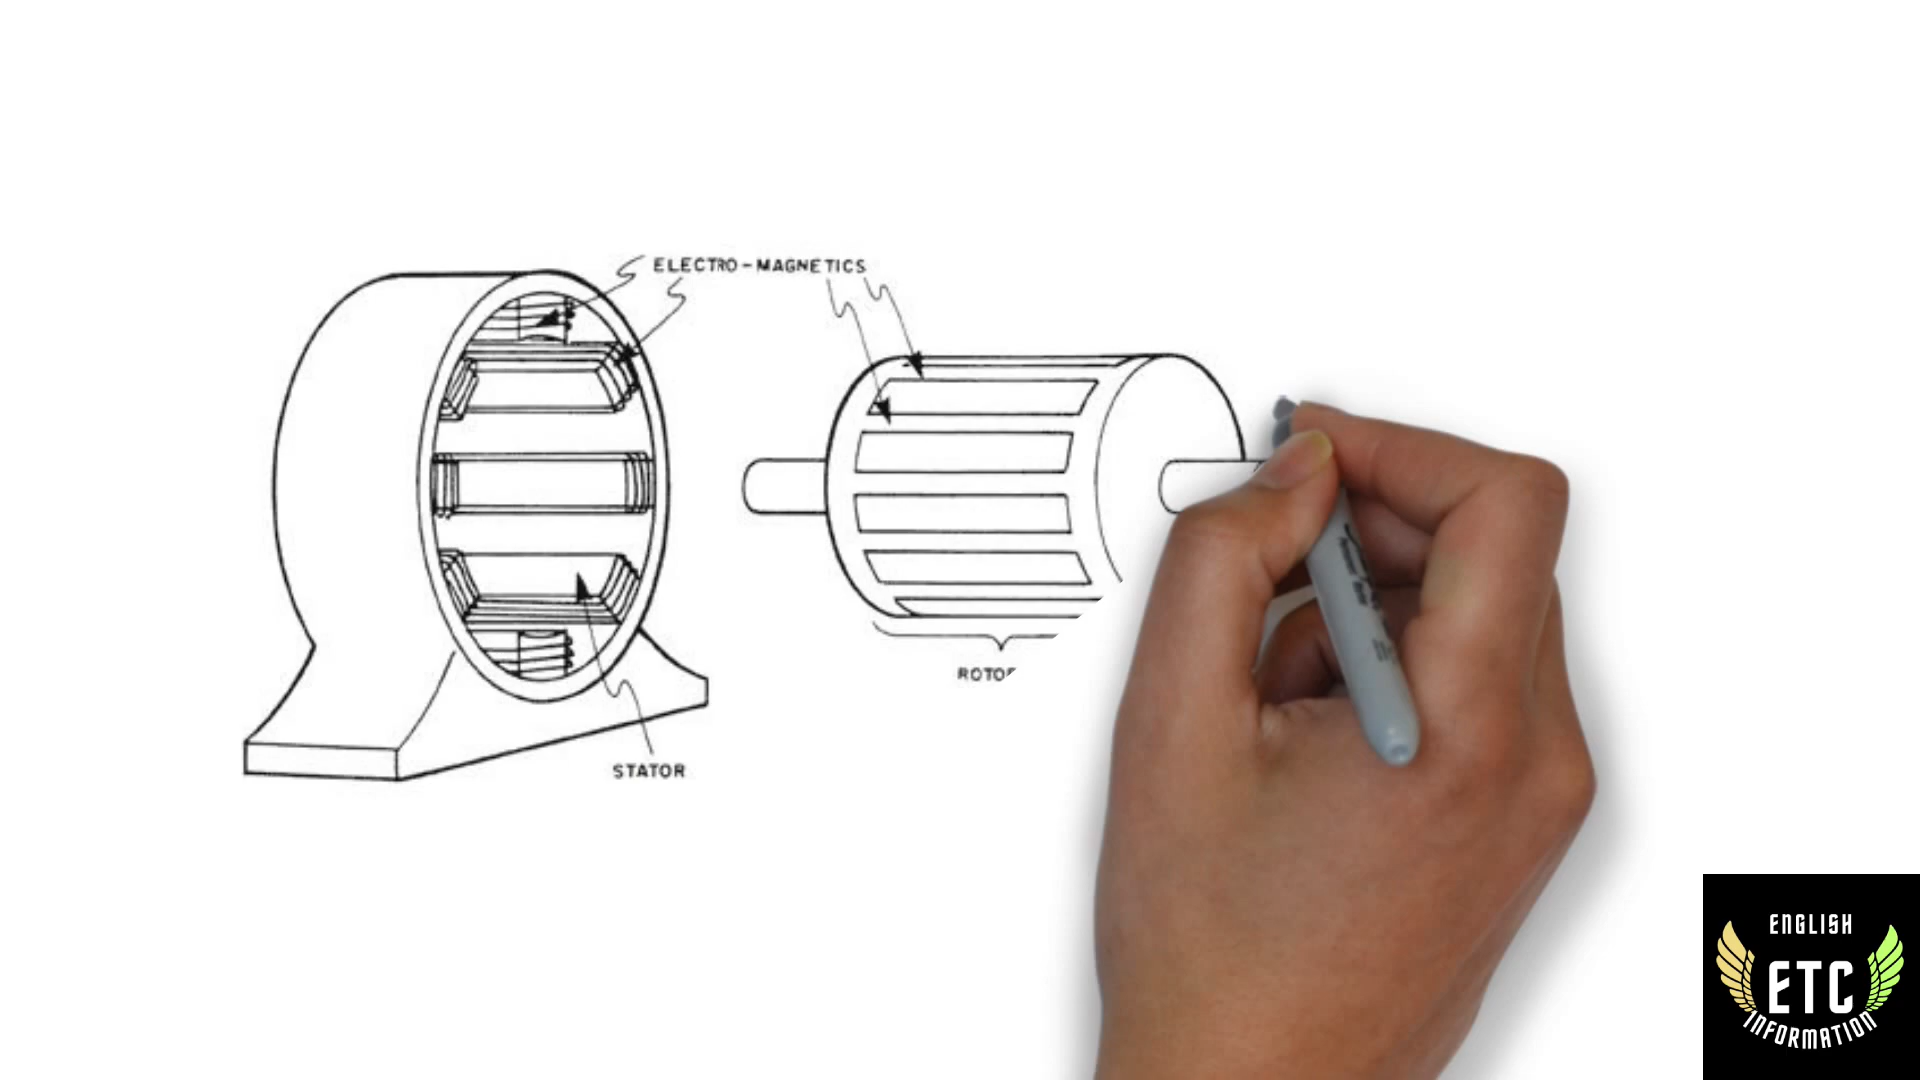 ELECTRO-MAGNETICS
STATOR
ENGLISH
ETC
INFORMATION